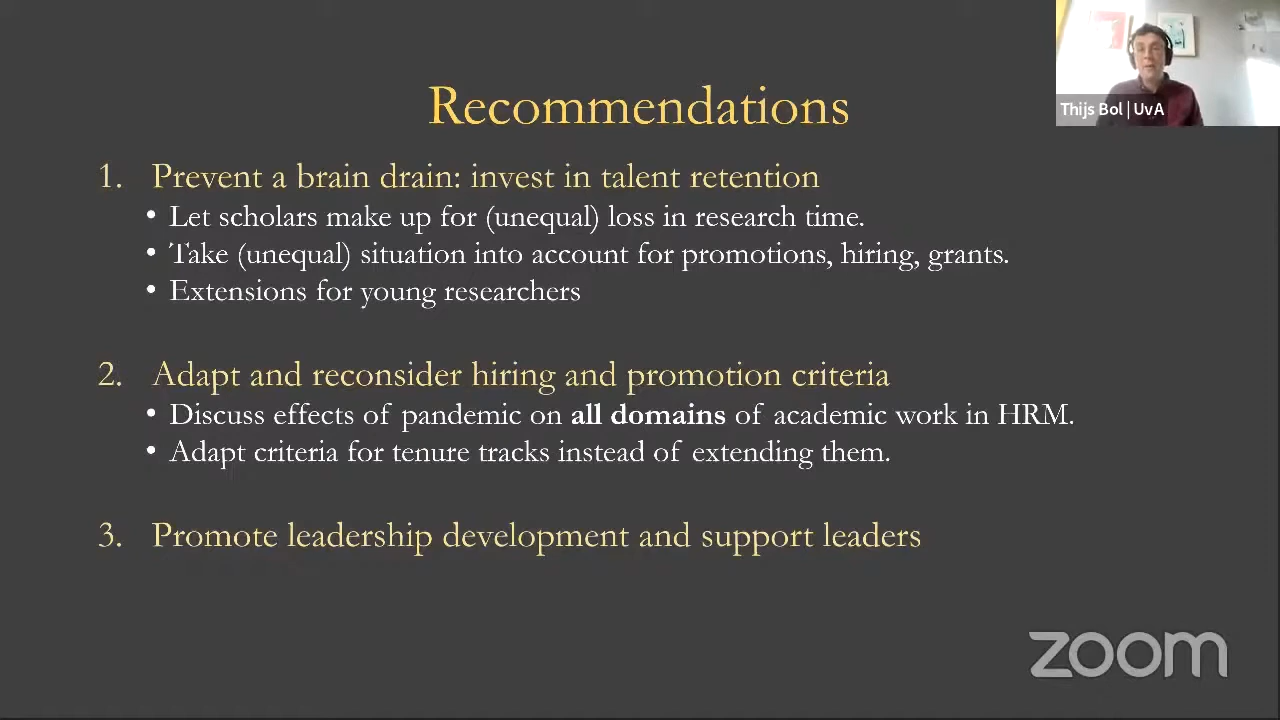 Recommendations
Thijs Bol | UvA
1. Prevent a brain drain: invest in talent retention
• Let scholars make up for (unequal) loss in research time.
• Take (unequal) situation into account for promotions, hiring, grants.
• Extensions for young researchers
2. Adapt and reconsider hiring and promotion criteria
• Discuss effects of pandemic on all domains of academic work in HRM.
• Adapt criteria for tenure tracks instead of extending them.
3. Promote leadership development and support leaders
zoom